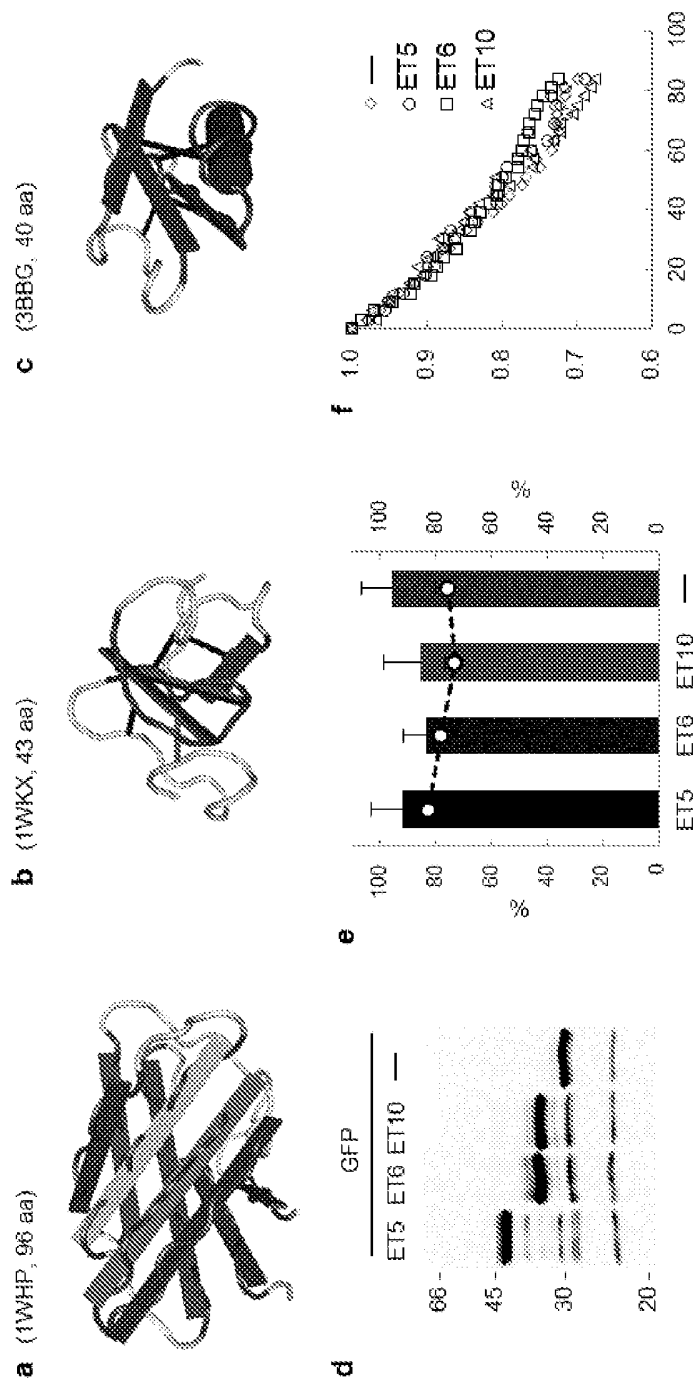 a (1WHP, 96 aa)
b (1WKX, 43 aa)
c (3BBG, 40 aa)
d
GFP
ET5 ET6 ET10 —
66
45
30
20
e
%
100
80
60
40
20
0
ET5
ET6
ET10
—
%
100
80
60
40
20
0
f
1.0
0.9
0.8
0.7
0.6
0
20
40
60
80
100
—
ET5
ET6
ET10